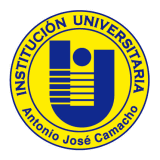 INSTITUCIÓN UNIVERSITARIA
Antonio José Camacho